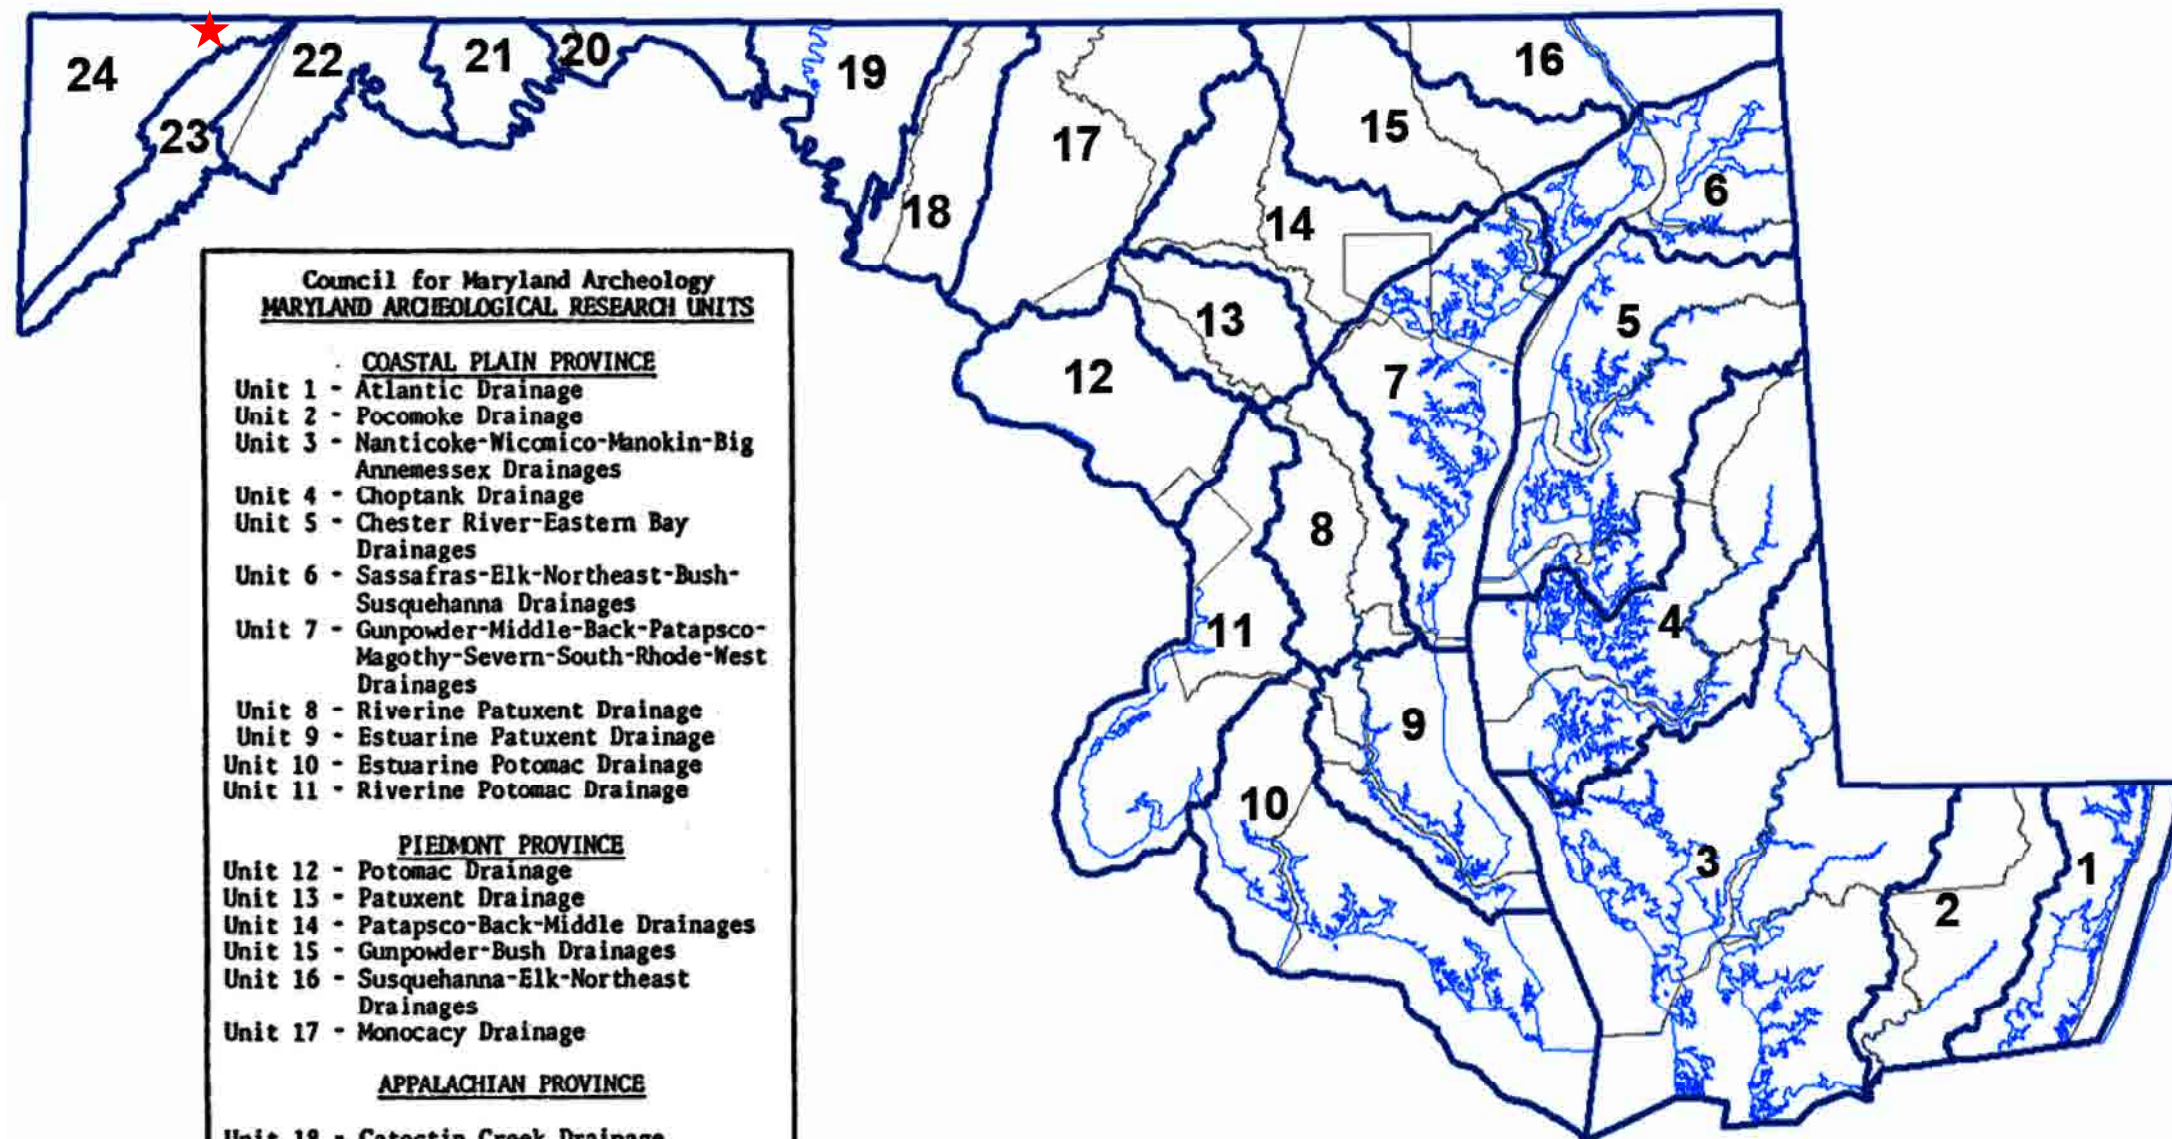 24
23
22
21
20
19
18
17
16
15
14
13
12
11
10
9
8
7
6
5
4
3
2
1
Council for Maryland Archeology
MARYLAND ARCHEOLOGICAL RESEARCH UNITS
COASTAL PLAIN PROVINCE
Unit 1 - Atlantic Drainage
Unit 2 - Pocomoke Drainage
Unit 3 - Nanticoke-Wicomico-Manokin-Big
Annemessex Drainages
Unit 4 - Choptank Drainage
Unit 5 - Chester River-Eastern Bay
Drainages
Unit 6 - Sassafras-Elk-Northeast-Bush-
Susquehanna Drainages
Unit 7 - Gunpowder-Middle-Back-Patapsco-
Magothy-Severn-South-Rhode-West
Drainages
Unit 8 - Riverine Patuxent Drainage
Unit 9 - Estuarine Patuxent Drainage
Unit 10 - Estuarine Potomac Drainage
Unit 11 - Riverine Potomac Drainage
PIEDMONT PROVINCE
Unit 12 - Potomac Drainage
Unit 13 - Patuxent Drainage
Unit 14 - Patapsco-Back-Middle Drainages
Unit 15 - Gunpowder-Bush Drainages
Unit 16 - Susquehanna-Elk-Northeast
Drainages
Unit 17 - Monocacy Drainage
APPALACHIAN PROVINCE
Unit 18 - Catoctin Creek Drainage